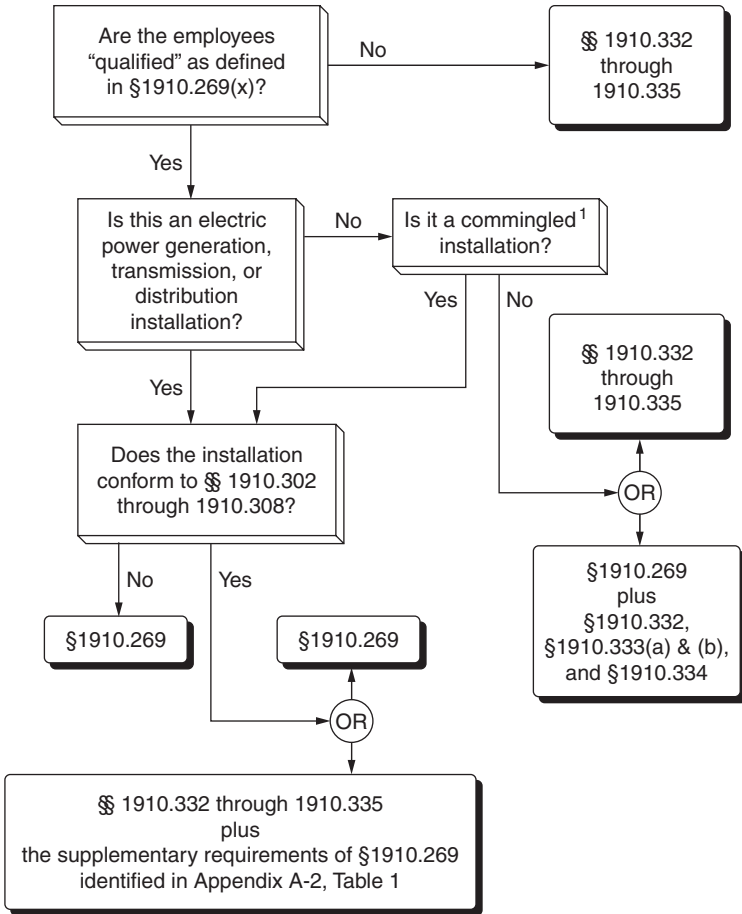 Are the employees
“qualified” as defined
in §1910.269(x)?
No
§§ 1910.332
through
1910.335
Yes
Is this an electric
power generation,
transmission, or
distribution
installation?
No
Is it a commingled1
installation?
Yes
No
§§ 1910.332
through
1910.335
Yes
Does the installation
conform to §§ 1910.302
through 1910.308?
OR
§1910.269
plus
§1910.332,
§1910.333(a) & (b),
and §1910.334
No
Yes
§1910.269
§1910.269
OR
§§ 1910.332 through 1910.335
plus
the supplementary requirements of §1910.269
identified in Appendix A-2, Table 1